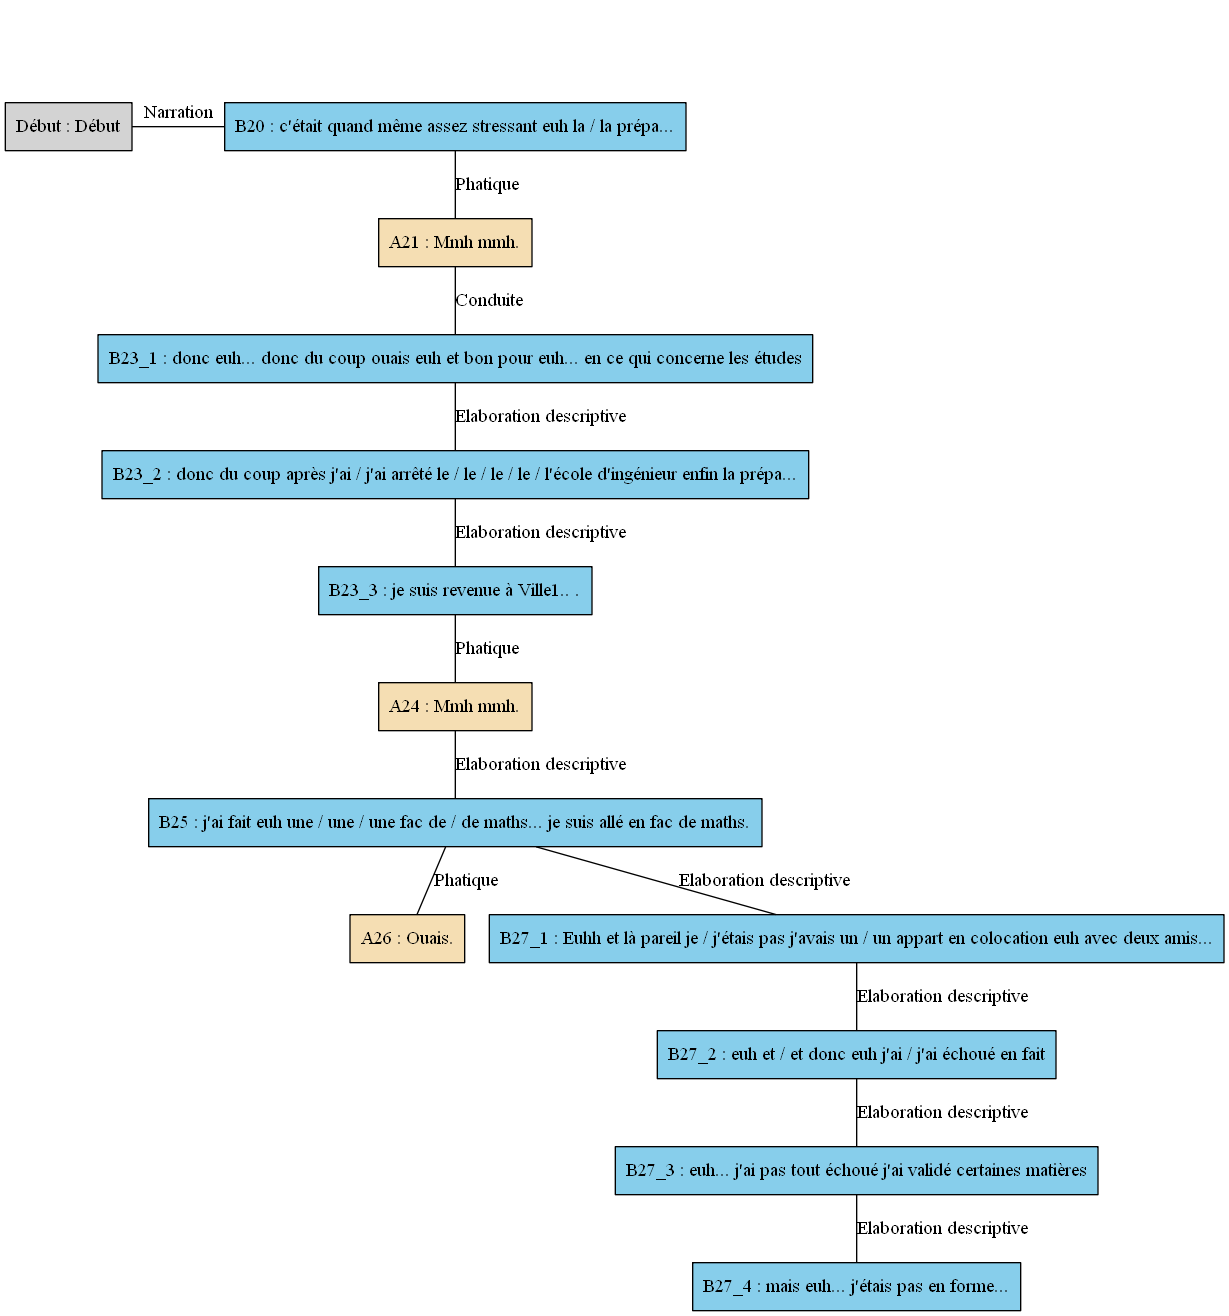 Début : Début
Narration
B20 : c'était quand même assez stressant euh la / la prépa...
Phatique
A21 : Mmh mmh.
Conduite
B23_1 : donc euh... donc du coup ouais euh et bon pour euh... en ce qui concerne les études
Elaboration descriptive
B23_2 : donc du coup après j'ai / j'ai arrêté le / le / le / le / l'école d'ingénieur enfin la prépa...
Elaboration descriptive
B23_3 : je suis revenue à Ville1.. .
Phatique
A24 : Mmh mmh.
Elaboration descriptive
B25 : j'ai fait euh une / une / une fac de / de maths... je suis allé en fac de maths.
Phatique
Elaboration descriptive
A26 : Ouais.
B27_1 : Euhh et là pareil je / j'étais pas j'avais un / un appart en colocation euh avec deux amis...
Elaboration descriptive
B27_2 : euh et / et donc euh j'ai / j'ai échoué en fait
Elaboration descriptive
B27_3 : euh... j'ai pas tout échoué j'ai validé certaines matières
Elaboration descriptive
B27_4 : mais euh... j'étais pas en forme...